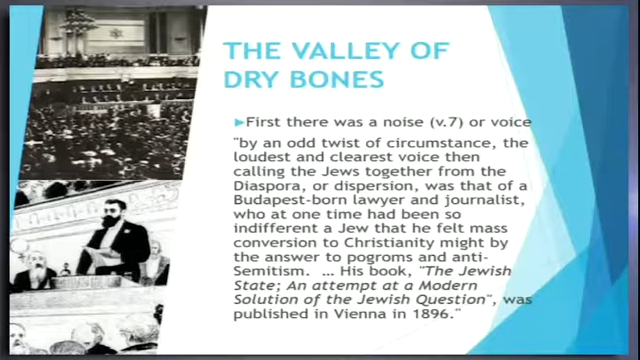 THE VALLEY OF
DRY BONES
▶First there was a noise (v.7) or voice
"by an odd twist of circumstance, the
loudest and clearest voice then
calling the Jews together from the
Diaspora, or dispersion, was that of a
Budapest-born lawyer and journalist,
who at one time had been so
indifferent a Jew that he felt mass
conversion to Christianity might by
the answer to pogroms and anti-
Semitism.  ... His book, "The Jewish
State; An attempt at a Modern
Solution of the Jewish Question", was
published in Vienna in 1896."